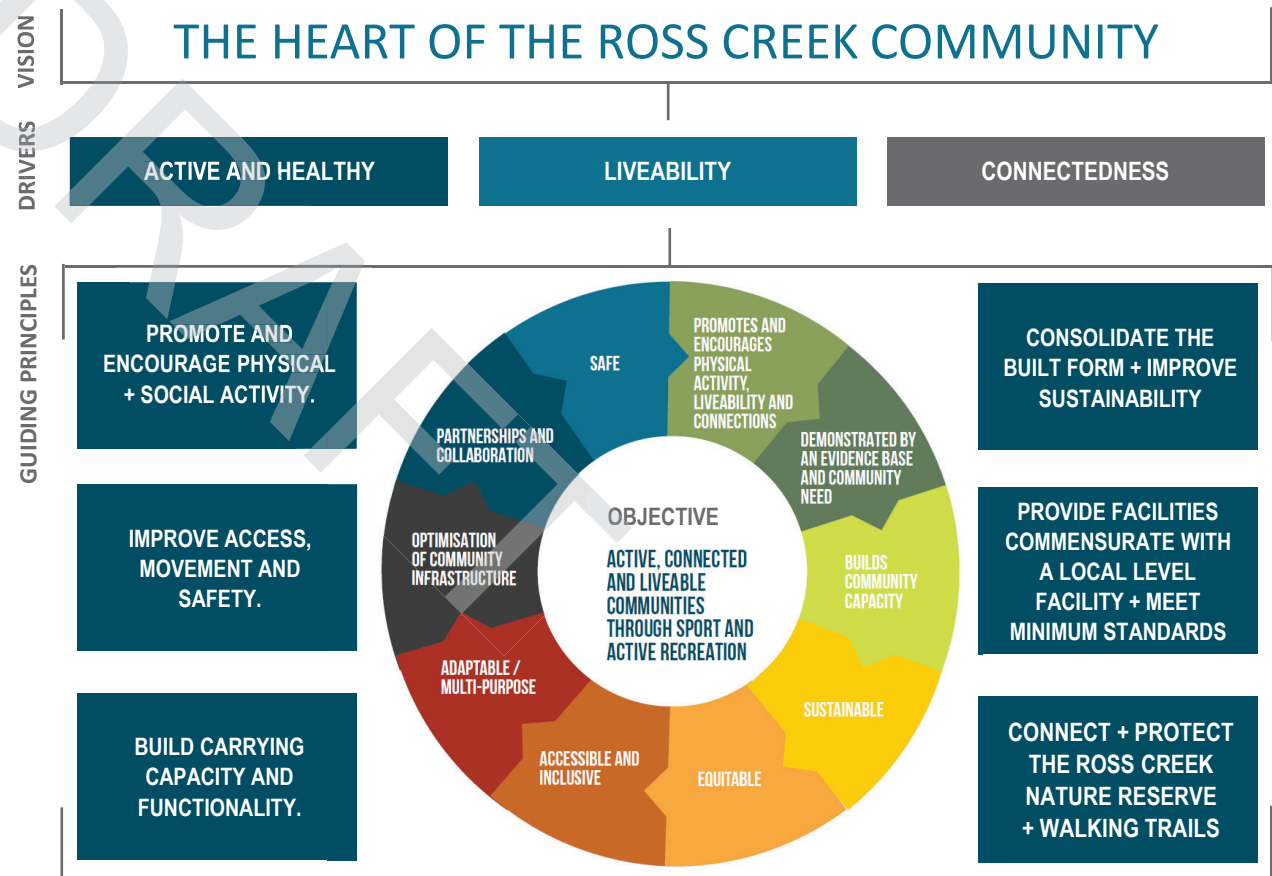 VISION
THE HEART OF THE ROSS CREEK COMMUNITY
DRIVERS
ACTIVE AND HEALTHY
LIVEABILITY
CONNECTEDNESS
GUIDING PRINCIPLES
PROMOTE AND
ENCOURAGE PHYSICAL
+ SOCIAL ACTIVITY.
IMPROVE ACCESS,
MOVEMENT AND
SAFETY.
BUILD CARRYING
CAPACITY AND
FUNCTIONALITY.
SAFE
PROMOTES AND
ENCOURAGES
PHYSICAL
ACTIVITY,
LIVEABILITY AND
CONNECTIONS
DEMONSTRATED BY
AN EVIDENCE BASE
AND COMMUNITY
NEED
BUILDS
COMMUNITY
CAPACITY
SUSTAINABLE
EQUITABLE
ACCESSIBLE AND
INCLUSIVE
ADAPTABLE /
MULTI-PURPOSE
OPTIMISATION
OF COMMUNITY
INFRASTRUCTURE
PARTNERSHIPS AND
COLLABORATION
OBJECTIVE
ACTIVE, CONNECTED
AND LIVEABLE
COMMUNITIES
THROUGH SPORT AND
ACTIVE RECREATION
CONSOLIDATE THE
BUILT FORM + IMPROVE
SUSTAINABILITY
PROVIDE FACILITIES
COMMENSURATE WITH
A LOCAL LEVEL
FACILITY + MEET
MINIMUM STANDARDS
CONNECT + PROTECT
THE ROSS CREEK
NATURE RESERVE
+ WALKING TRAILS
DRAFT